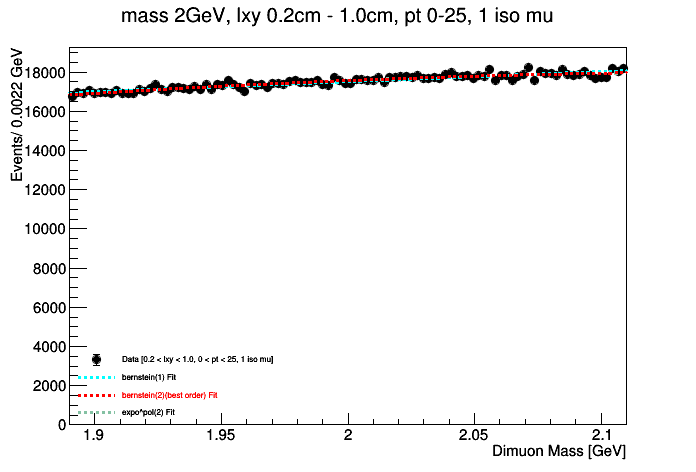 mass 2GeV, lxy 0.2cm - 1.0cm, pt 0-25, 1 iso mu
Events/ 0.0022 GeV
18000
16000
14000
12000
10000
8000
6000
4000
2000
0
Data [0.2 < lxy < 1.0, 0 < pt < 25, 1 iso mu]
bernstein(1) Fit
bernstein(2)(best order) Fit
expo^pol(2) Fit
1.9 1.95 2 2.05 2.1
Dimuon Mass [GeV]